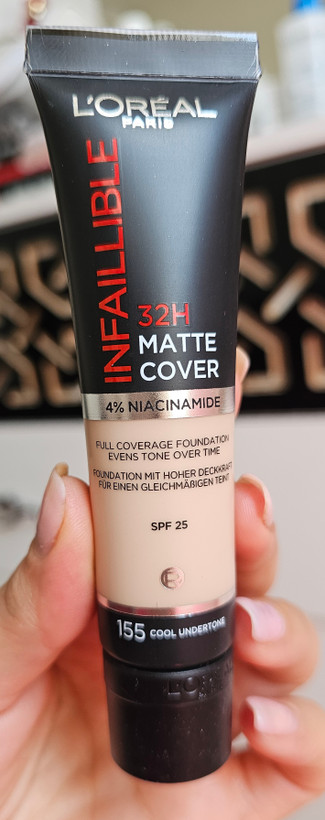 L'ORÉAL
PARIS
INFAILLIBLE
32H
MATTE
COVER
4% NIACINAMIDE
FULL COVERAGE FOUNDATION
EVENS TONE OVER TIME
FOUNDATION MIT HOHER DECKKRAFT
FÜR EINEN GLEICHMÄßIGEN TEINT
SPF 25
155 COOL UNDERTONE